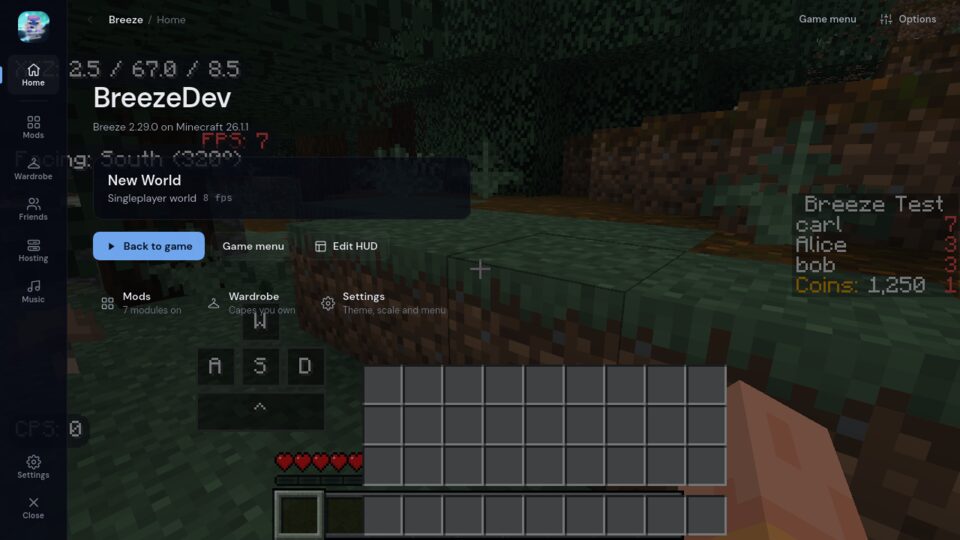 Breeze / Home
Game menu
Options
2.5 / 67.0 / 8.5
Home
BreezeDev
Breeze 2.29.0 on Minecraft 26.1.1
FPS: 7
Mods
Facing: South (320°)
Wardrobe
New World
Singleplayer world 8 fps
Friends
Breeze Test
carl 7
Alice 3
bob 3
Coins: 1,250 1
Hosting
Back to game
Game menu
Edit HUD
Music
Mods
7 modules on
Wardrobe
Capes you own
Settings
Theme, scale and menu
W
A S D
^
CPS: 0
Settings
Close